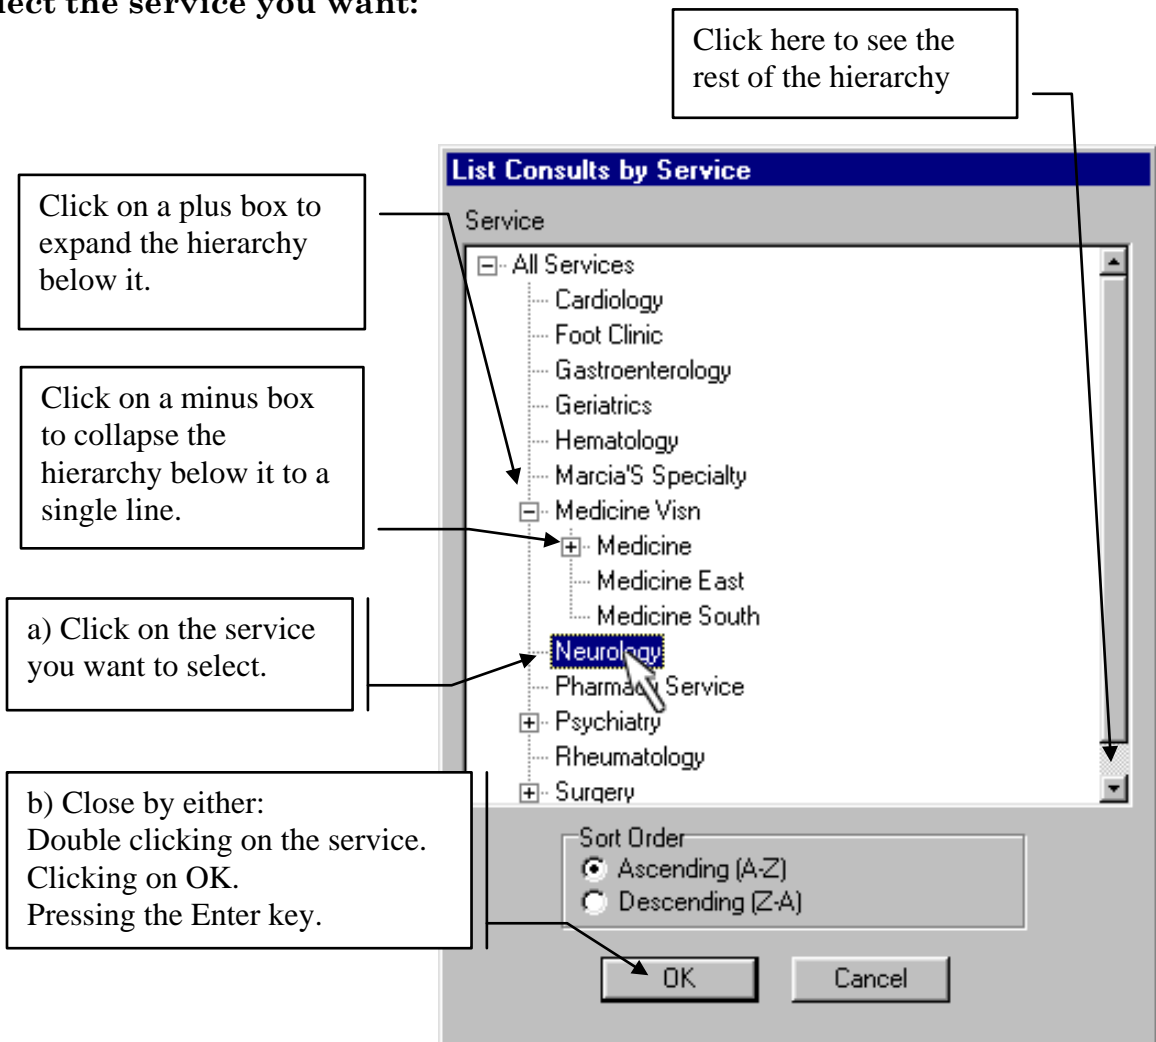 lect the service you want:
Click here to see the
rest of the hierarchy
List Consults by Service
Click on a plus box to
expand the hierarchy
below it.
Service
All Services
Cardiology
Foot Clinic
Gastroenterology
Geriatrics
Hematology
Marcia'S Specialty
Medicine Visn
Medicine
Medicine East
Medicine South
Neurology
Pharmacy Service
Psychiatry
Rheumatology
Surgery
Click on a minus box
to collapse the
hierarchy below it to a
single line.
a) Click on the service
you want to select.
b) Close by either:
Double clicking on the service.
Clicking on OK.
Pressing the Enter key.
Sort Order
Ascending (A-Z)
Descending (Z-A)
OK
Cancel